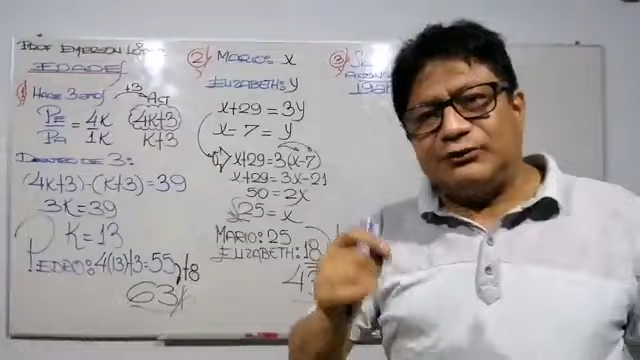 PROF EMERSON
EDADES
1) HACE 3 AÑOS +3 ACT
PE = 4K 4K+3
PA 1K K+3
DENTRO DE 3:
(4K+3)-(K+3)=39
3K=39
K=13
PEDRO: 4(13)+3=55 +8
63
2) MARIO: X
ELIZABETH: Y
X+29=3Y
X=7=Y
X+29=3(X-7)
X+29=3X-21
50=2X
25=X
MARIO: 25
ELIZABETH: 18
3)